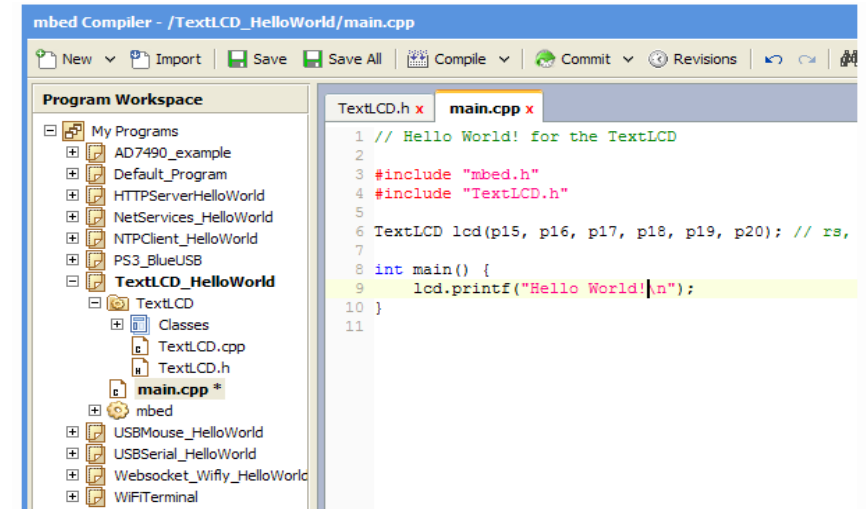 mbed Compiler - /TextLCD_HelloWorld/main.cpp
New Import Save Save All Compile Commit Revisions
Program Workspace
My Programs
AD7490_example
Default_Program
HTTPServerHelloWorld
NetServices_HelloWorld
NTPClient_HelloWorld
PS3_BlueUSB
TextLCD_HelloWorld
TextLCD
Classes
c TextLCD.cpp
H TextLCD.h
c main.cpp *
mbed
USBMouse_HelloWorld
USBSerial_HelloWorld
Websocket_Wifly_HelloWorld
WiFiTerminal
TextLCD.h x main.cpp x
1 // Hello World! for the TextLCD
2
3 #include "mbed.h"
4 #include "TextLCD.h"
5
6 TextLCD lcd(p15, p16, p17, p18, p19, p20); // rs,
7
8 int main() {
9 lcd.printf("Hello World!\n");
10 }
11